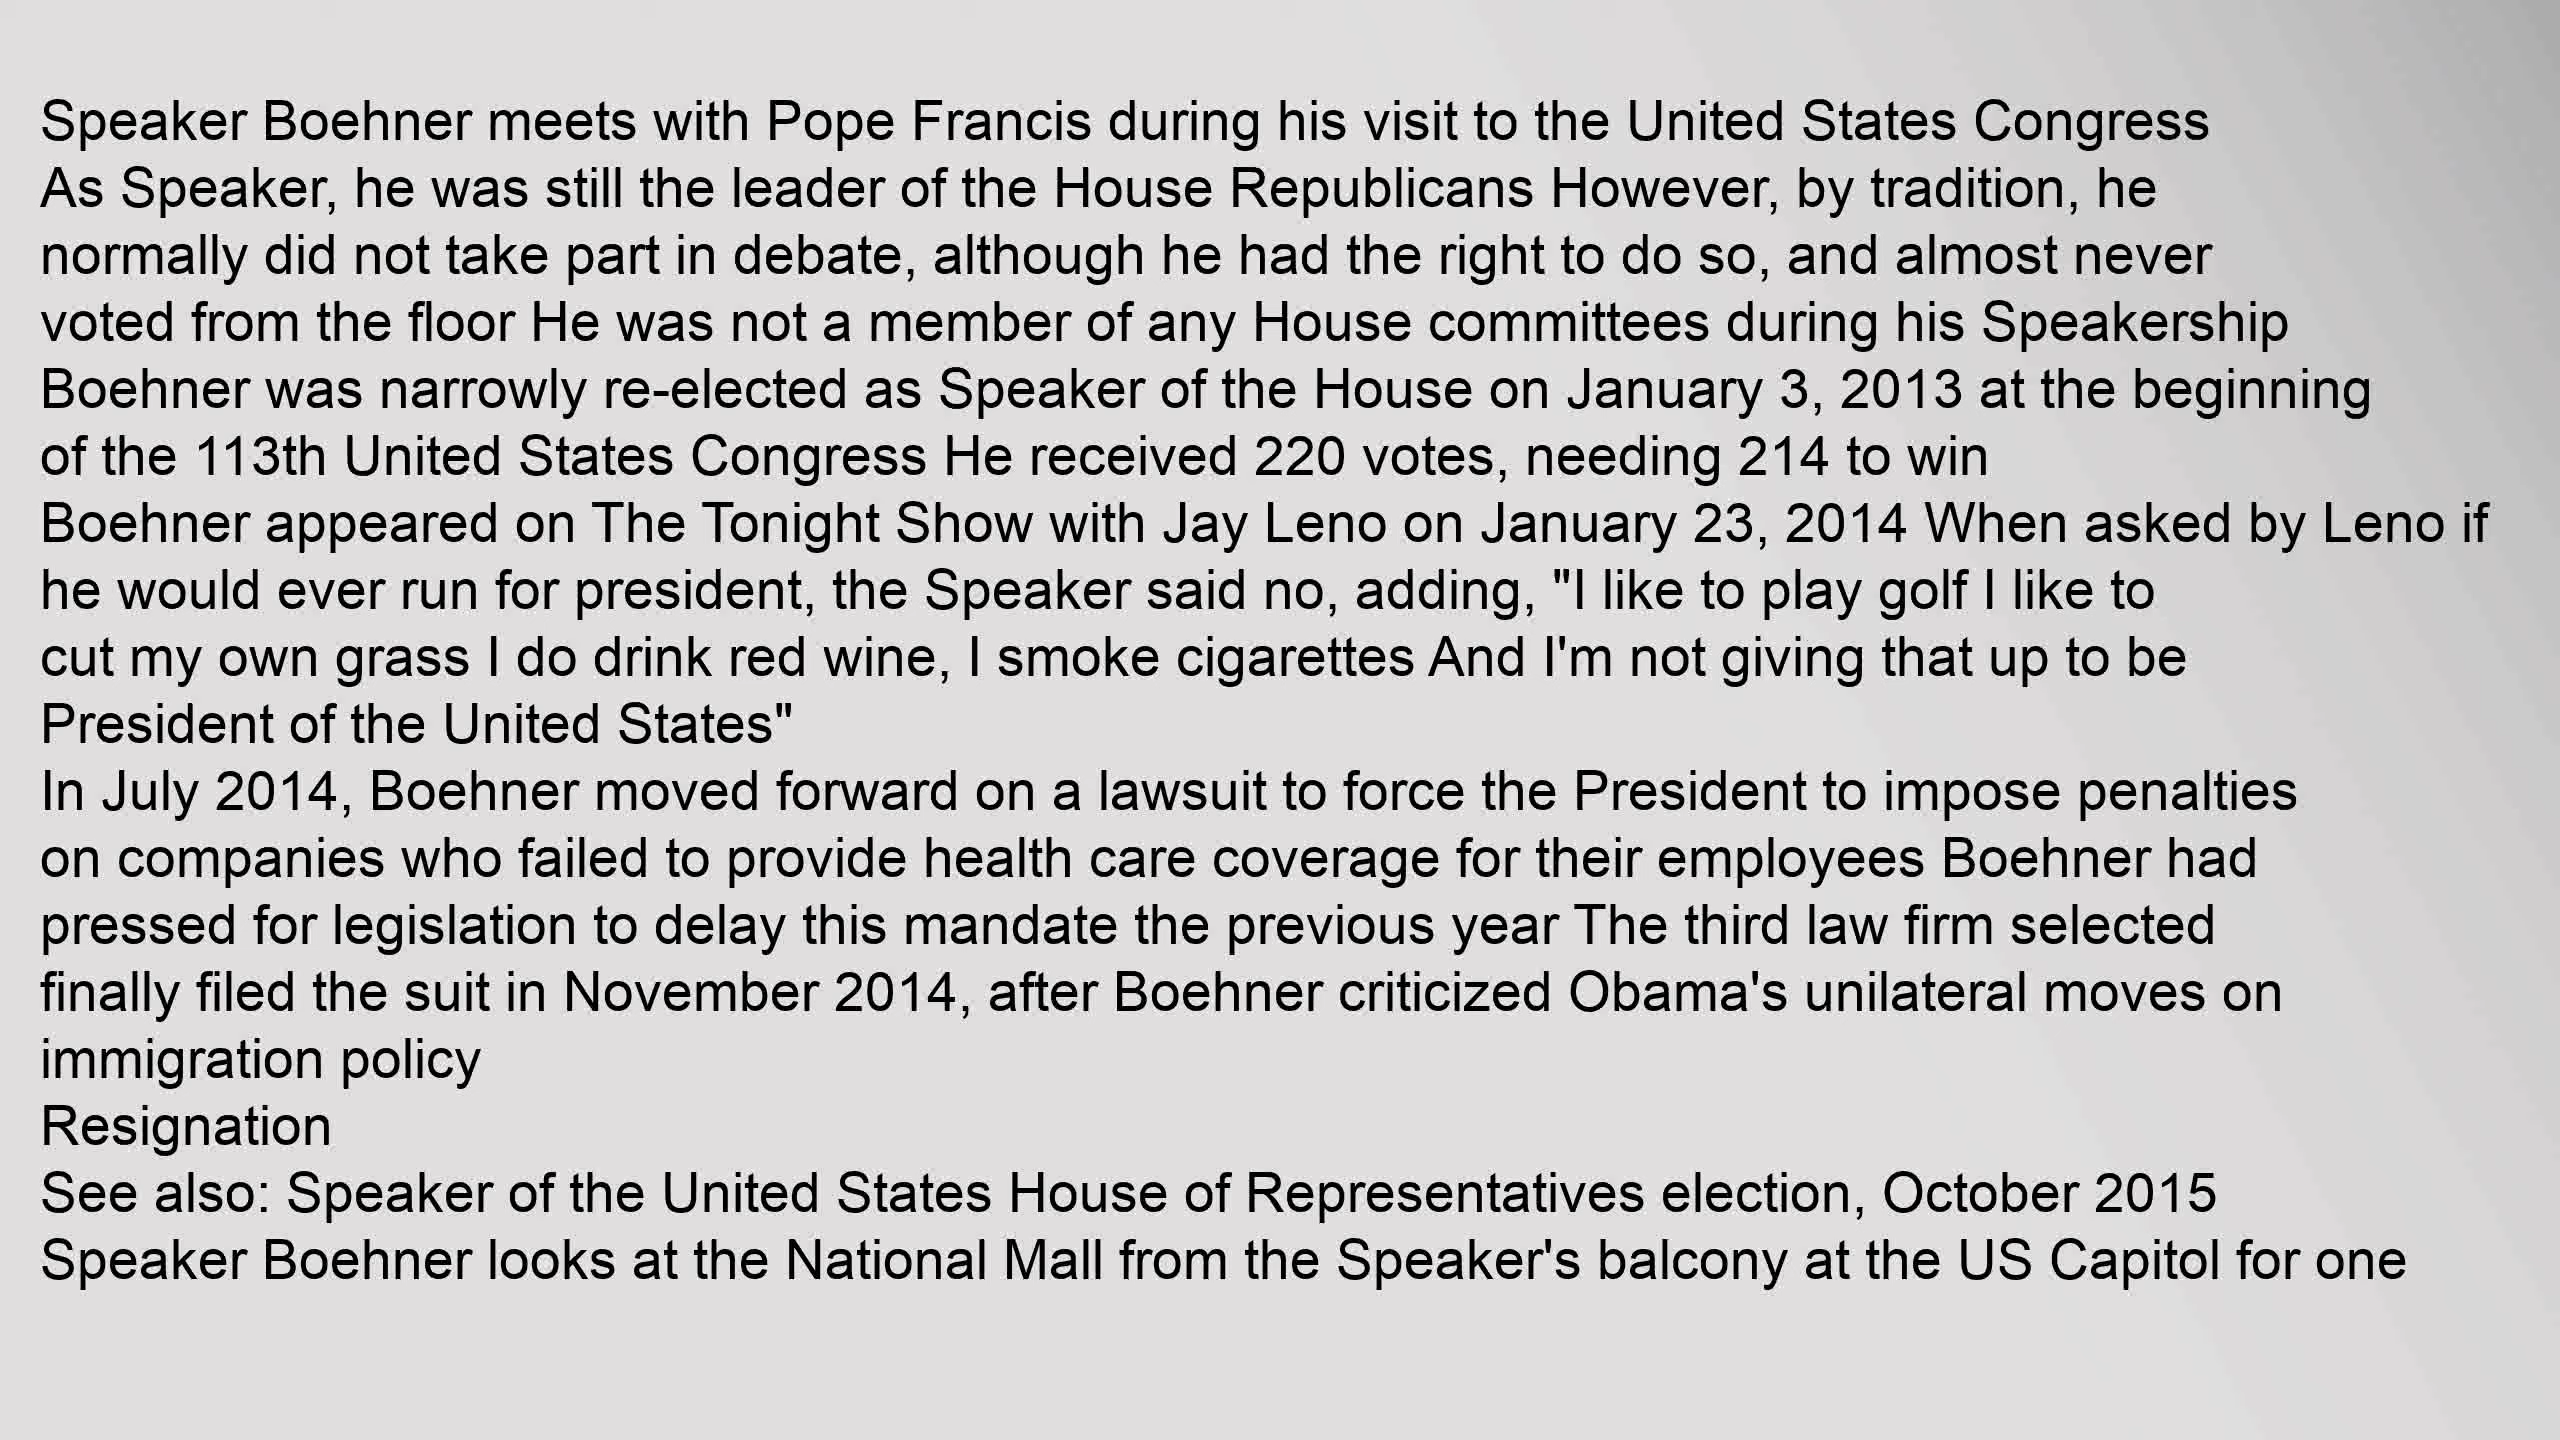 Speaker Boehner meets with Pope Francis during his visit to the United States Congress
As Speaker, he was still the leader of the House Republicans However, by tradition, he
normally did not take part in debate, although he had the right to do so, and almost never
voted from the floor He was not a member of any House committees during his Speakership
Boehner was narrowly re-elected as Speaker of the House on January 3, 2013 at the beginning
of the 113th United States Congress He received 220 votes, needing 214 to win
Boehner appeared on The Tonight Show with Jay Leno on January 23, 2014 When asked by Leno if
he would ever run for president, the Speaker said no, adding, "I like to play golf I like to
cut my own grass I do drink red wine, I smoke cigarettes And I'm not giving that up to be
President of the United States"
In July 2014, Boehner moved forward on a lawsuit to force the President to impose penalties
on companies who failed to provide health care coverage for their employees Boehner had
pressed for legislation to delay this mandate the previous year The third law firm selected
finally filed the suit in November 2014, after Boehner criticized Obama's unilateral moves on
immigration policy
Resignation
See also: Speaker of the United States House of Representatives election, October 2015
Speaker Boehner looks at the National Mall from the Speaker's balcony at the US Capitol for one